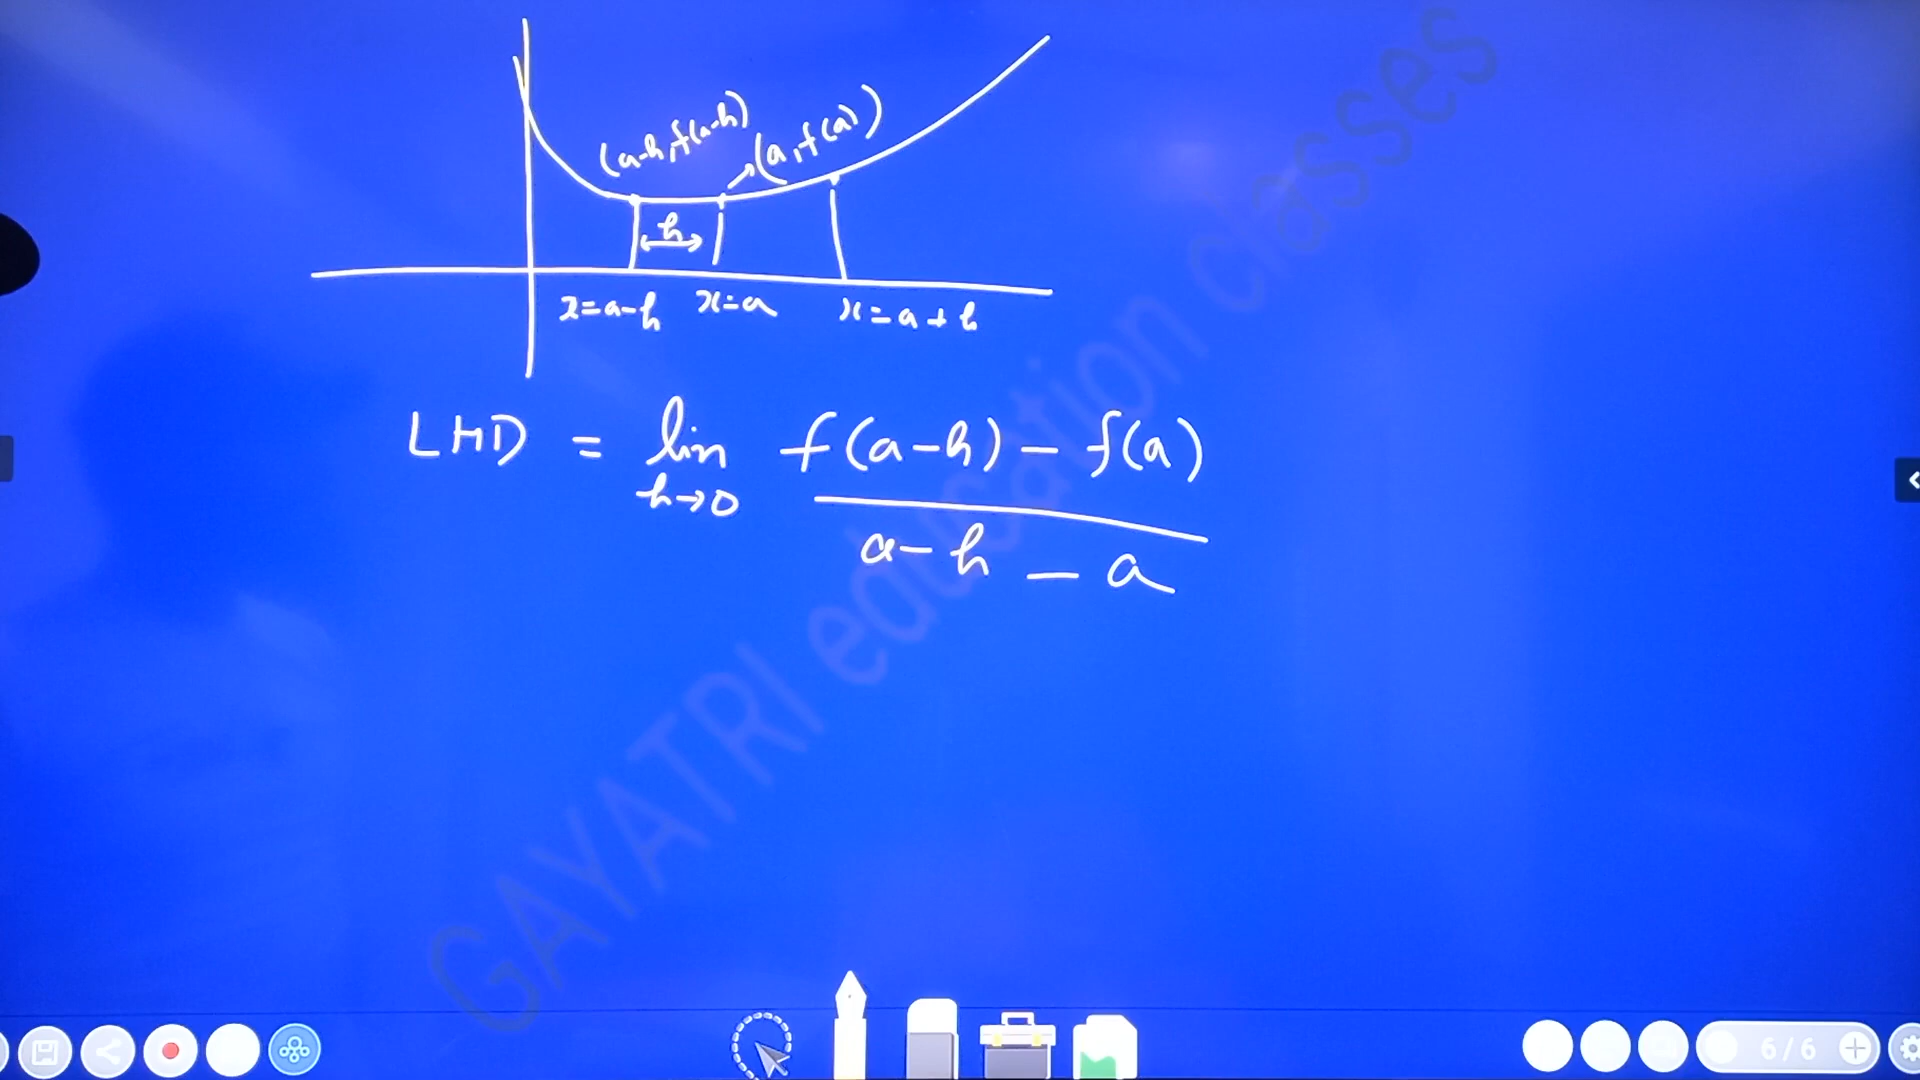 (a-h, f(a-h))
(a, f(a))
h
x=a-h x=a x=a+h
LHD = lim f(a-h) - f(a)
h→0
a-h - a
GAYATRI education classes
6/6